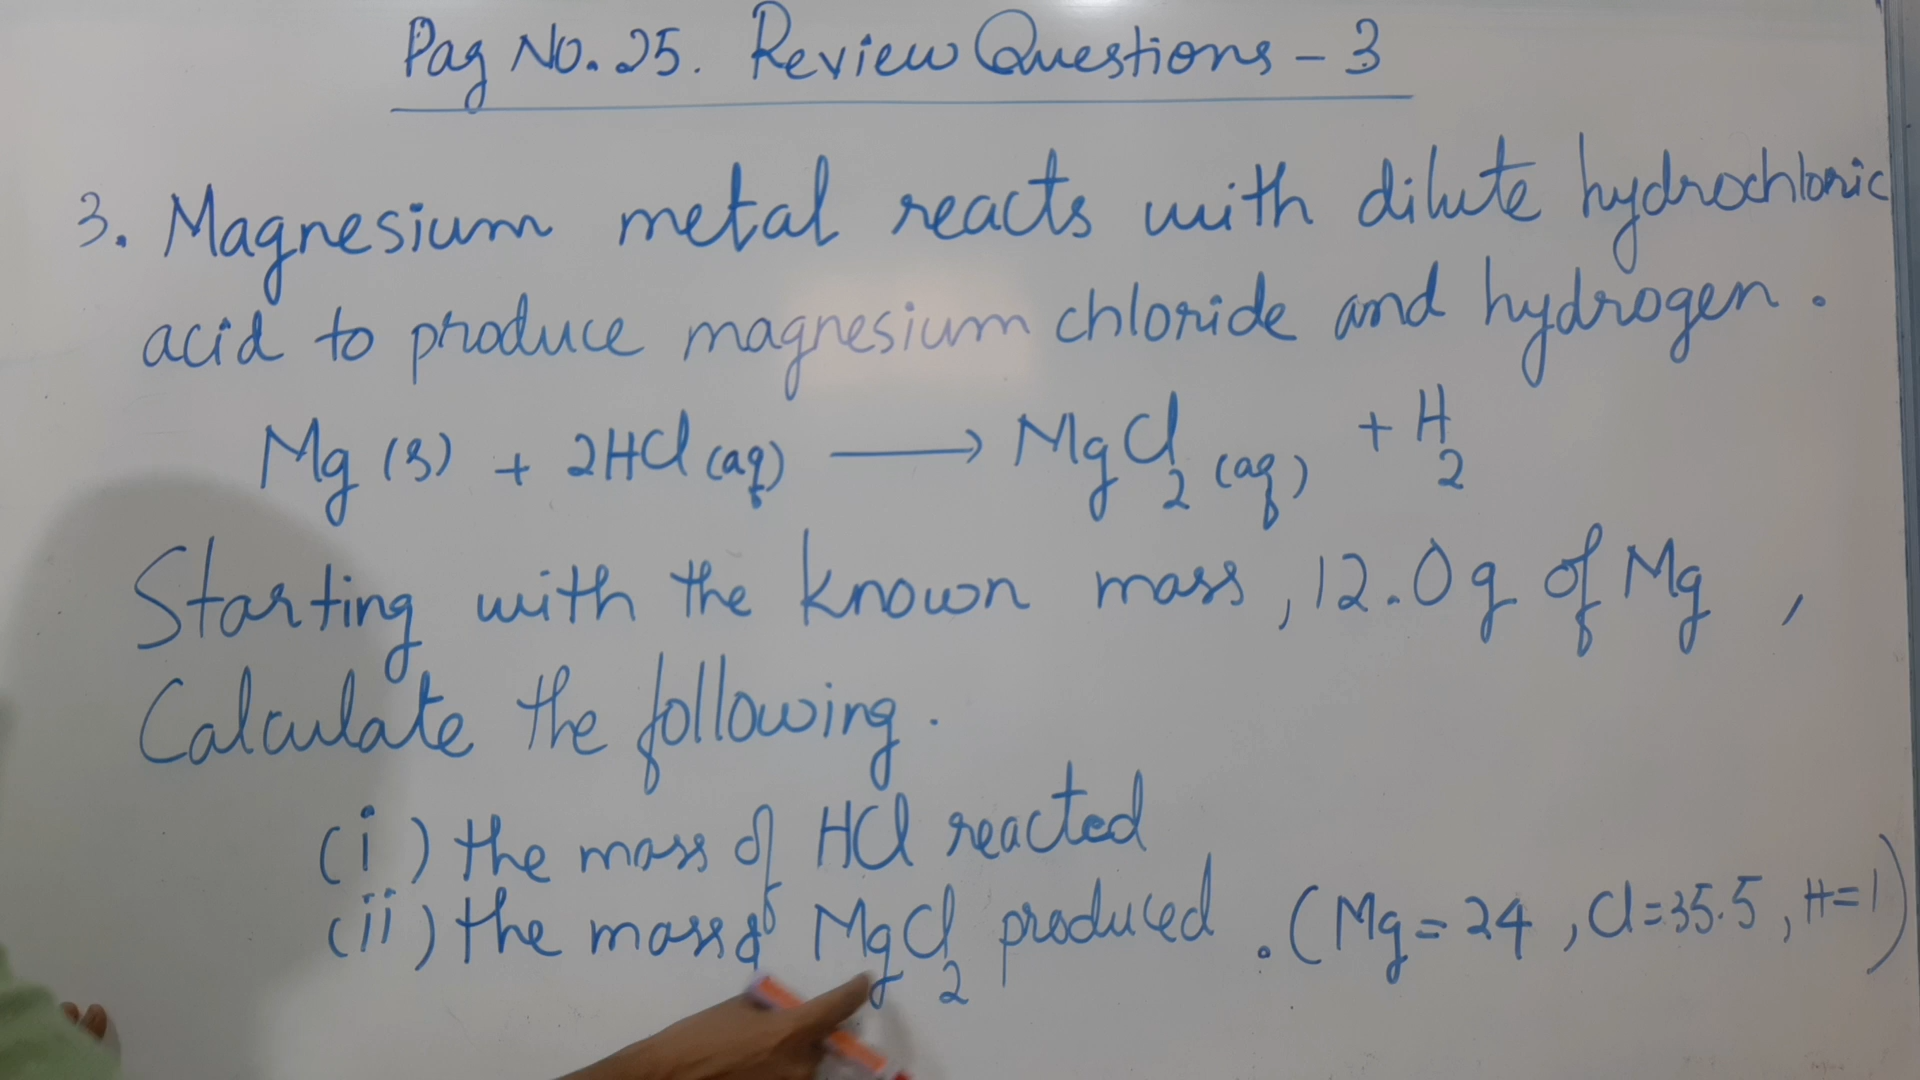 Pag No. 25. Review Questions - 3
3. Magnesium metal reacts with dilute hydrochloric
acid to produce magnesium chloride and hydrogen.
Mg (s) + 2HCl (aq) → MgCl₂ (aq) + H₂
Starting with the known mass, 12.0g of Mg,
Calculate the following.
(i) the mass of HCl reacted
(ii) the mass of MgCl₂ produced. (Mg = 24, Cl = 35.5, H = 1)